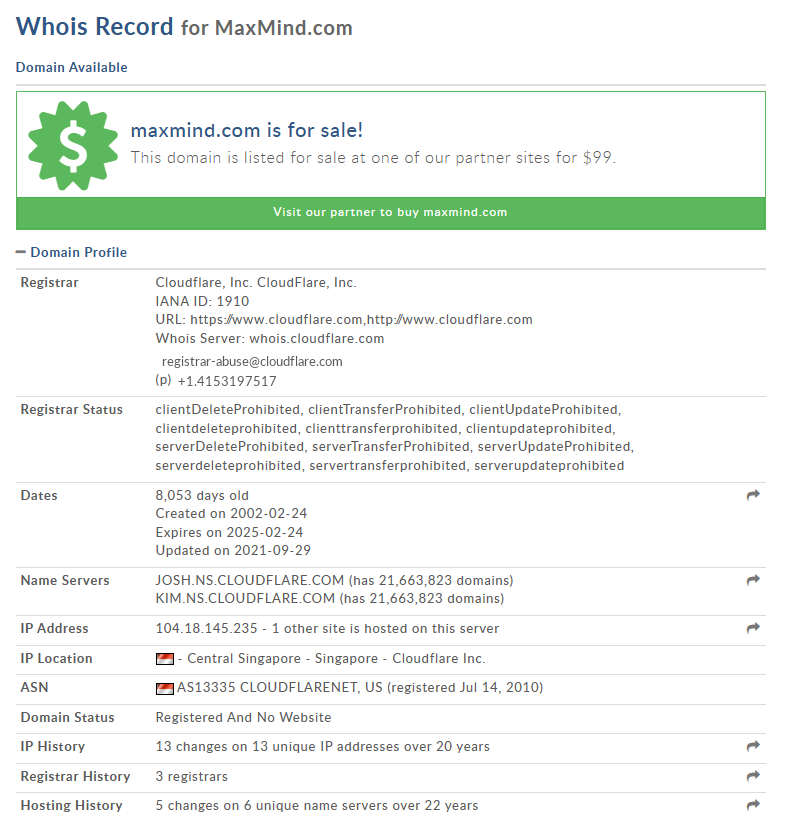 Whois Record for MaxMind.com
Domain Available
$
maxmind.com is for sale!
This domain is listed for sale at one of our partner sites for $99.
Visit our partner to buy maxmind.com
Domain Profile
Registrar
Cloudflare, Inc. CloudFlare, Inc.
IANA ID: 1910
URL: https://www.cloudflare.com,http://www.cloudflare.com
Whois Server: whois.cloudflare.com
registrar-abuse@cloudflare.com
(p) +1.4153197517
Registrar Status
clientDeleteProhibited, clientTransferProhibited, clientUpdateProhibited,
clientdeleteprohibited, clienttransferprohibited, clientupdateprohibited,
serverDeleteProhibited, serverTransferProhibited, serverUpdateProhibited,
serverdeleteprohibited, servertransferprohibited, serverupdateprohibited
Dates
8,053 days old
Created on 2002-02-24
Expires on 2025-02-24
Updated on 2021-09-29
Name Servers
JOSH.NS.CLOUDFLARE.COM (has 21,663,823 domains)
KIM.NS.CLOUDFLARE.COM (has 21,663,823 domains)
IP Address
104.18.145.235 - 1 other site is hosted on this server
IP Location
- Central Singapore - Singapore - Cloudflare Inc.
ASN
AS13335 CLOUDFLARENET, US (registered Jul 14, 2010)
Domain Status
Registered And No Website
IP History
13 changes on 13 unique IP addresses over 20 years
Registrar History
3 registrars
Hosting History
5 changes on 6 unique name servers over 22 years